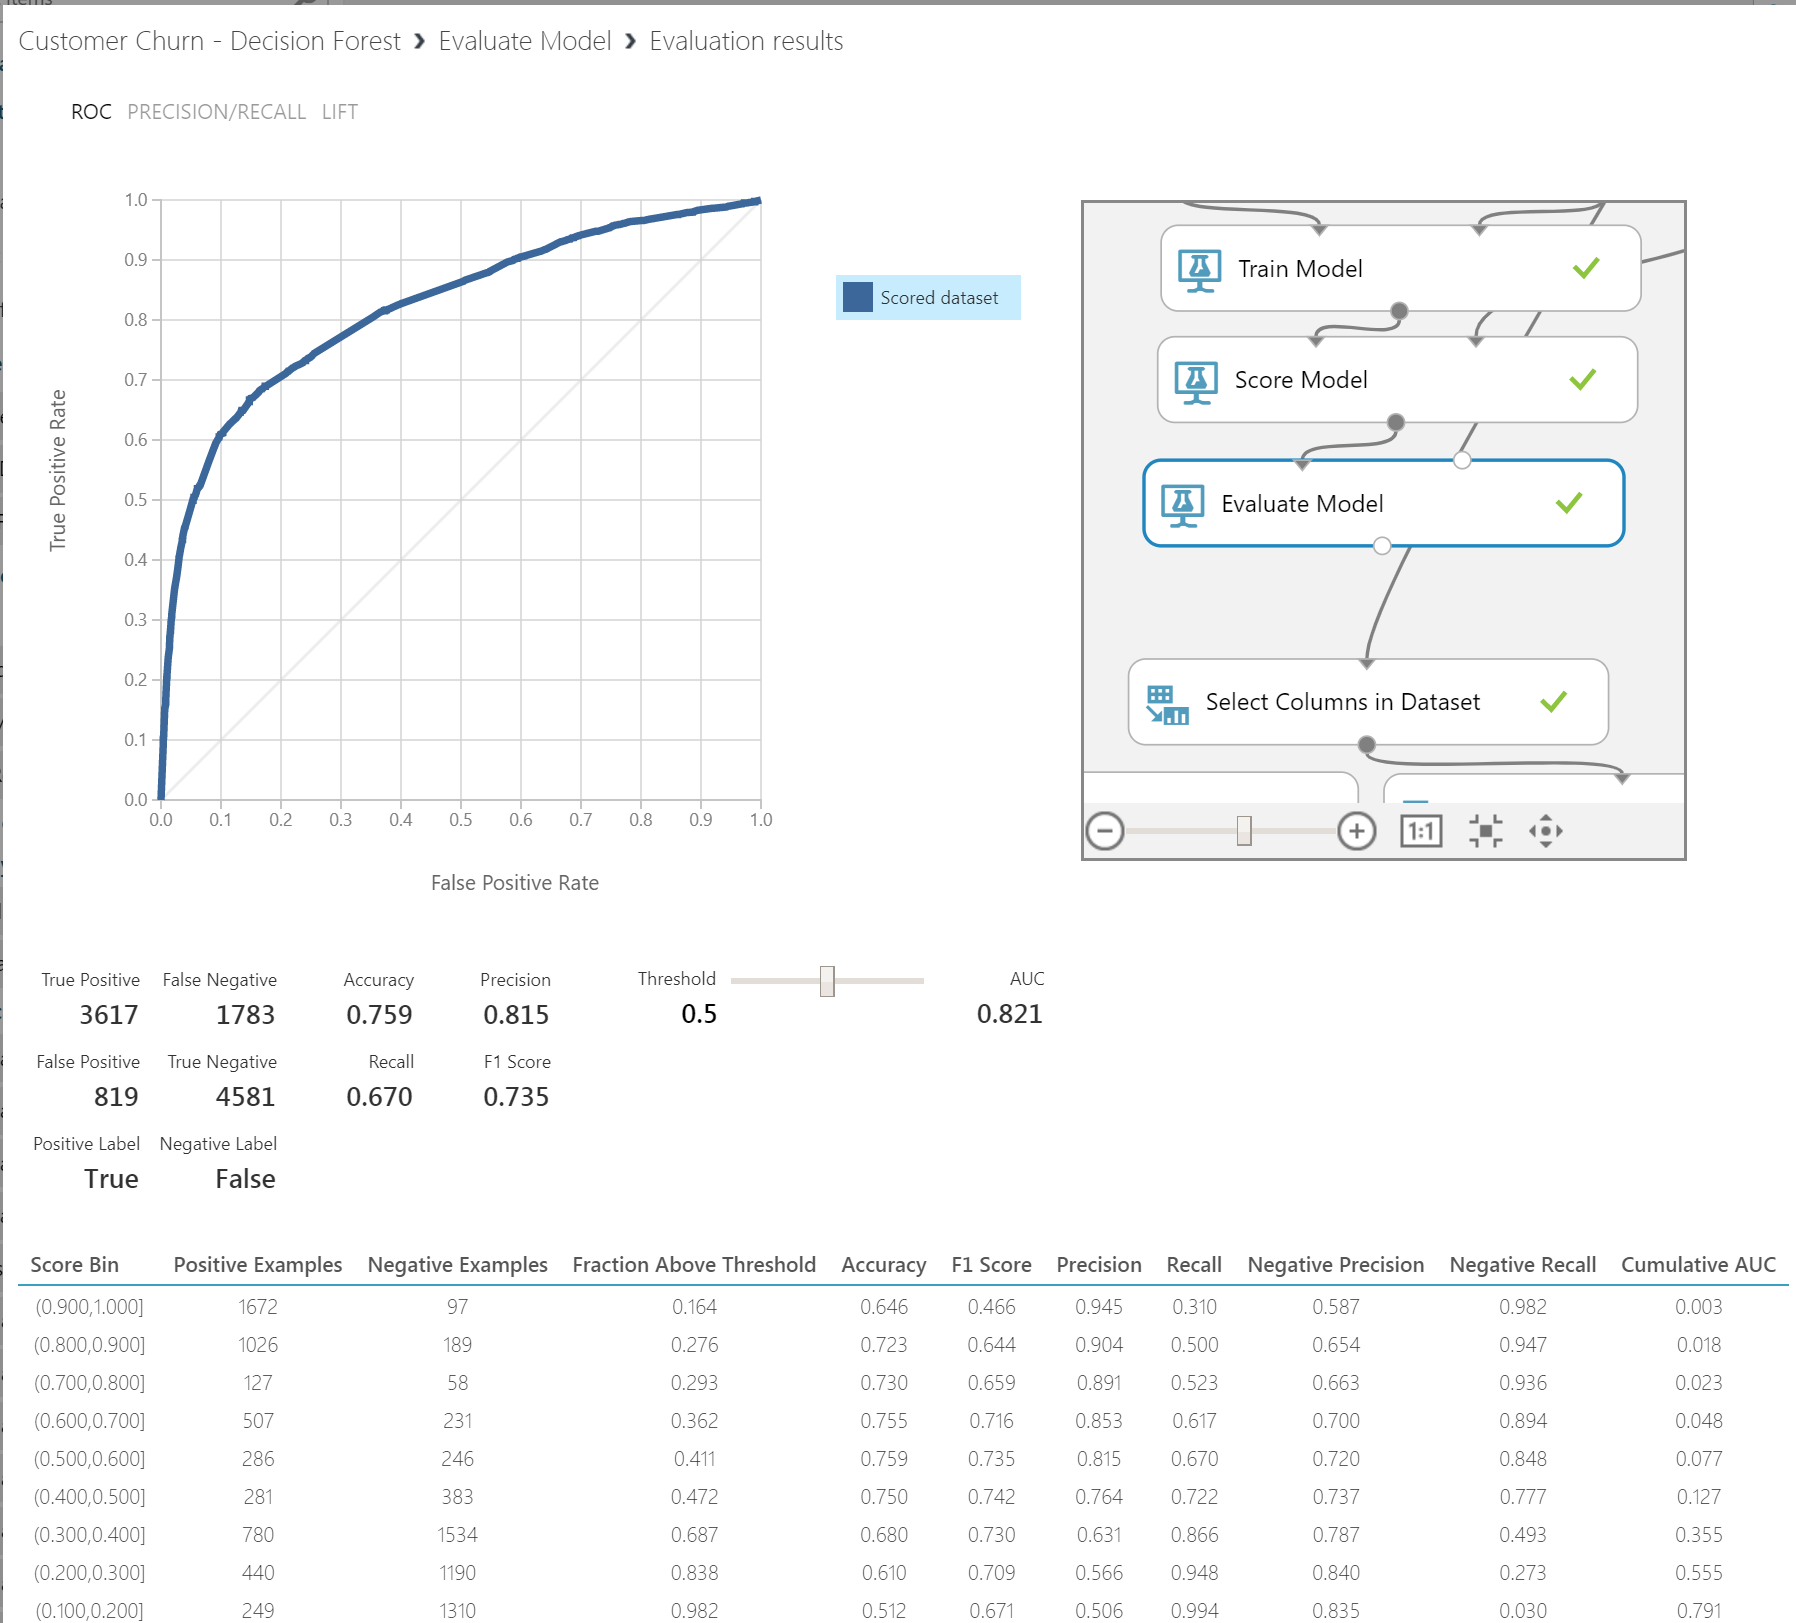 Customer Churn - Decision Forest › Evaluate Model › Evaluation results
ROC PRECISION/RECALL LIFT
1.0
0.9
0.8
0.7
0.6
0.5
0.4
0.3
0.2
0.1
0.0
True Positive Rate
0.0 0.1 0.2 0.3 0.4 0.5 0.6 0.7 0.8 0.9 1.0
False Positive Rate
Scored dataset
Train Model
Score Model
Evaluate Model
Select Columns in Dataset
1:1
True Positive False Negative Accuracy Precision Threshold AUC
3617 1783 0.759 0.815 0.5 0.821
False Positive True Negative Recall F1 Score
819 4581 0.670 0.735
Positive Label Negative Label
True False
Score Bin Positive Examples Negative Examples Fraction Above Threshold Accuracy F1 Score Precision Recall Negative Precision Negative Recall Cumulative AUC
(0.900,1.000] 1672 97 0.164 0.646 0.466 0.945 0.310 0.587 0.982 0.003
(0.800,0.900] 1026 189 0.276 0.723 0.644 0.904 0.500 0.654 0.947 0.018
(0.700,0.800] 127 58 0.293 0.730 0.659 0.891 0.523 0.663 0.936 0.023
(0.600,0.700] 507 231 0.362 0.755 0.716 0.853 0.617 0.700 0.894 0.048
(0.500,0.600] 286 246 0.411 0.759 0.735 0.815 0.670 0.720 0.848 0.077
(0.400,0.500] 281 383 0.472 0.750 0.742 0.764 0.722 0.737 0.777 0.127
(0.300,0.400] 780 1534 0.687 0.680 0.730 0.631 0.866 0.787 0.493 0.355
(0.200,0.300] 440 1190 0.838 0.610 0.709 0.566 0.948 0.840 0.273 0.555
(0.100,0.200] 249 1310 0.982 0.512 0.671 0.506 0.994 0.835 0.030 0.791